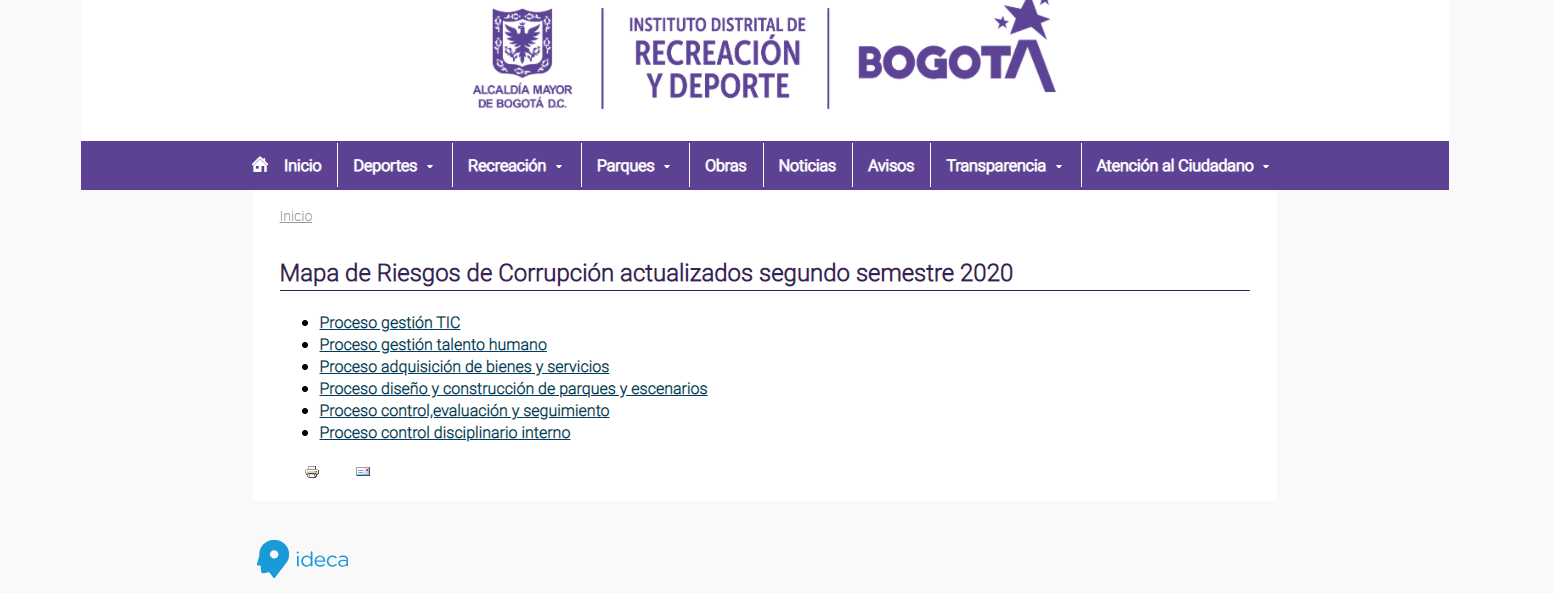 ALCALDÍA MAYOR
DE BOGOTÁ D.C.
INSTITUTO DISTRITAL DE
RECREACIÓN
Y DEPORTE
BOGOTÁ
Inicio
Deportes
Recreación
Parques
Obras
Noticias
Avisos
Transparencia
Atención al Ciudadano
Inicio
Mapa de Riesgos de Corrupción actualizados segundo semestre 2020
Proceso gestión TIC
Proceso gestión talento humano
Proceso adquisición de bienes y servicios
Proceso diseño y construcción de parques y escenarios
Proceso control,evaluación y seguimiento
Proceso control disciplinario interno
ideca